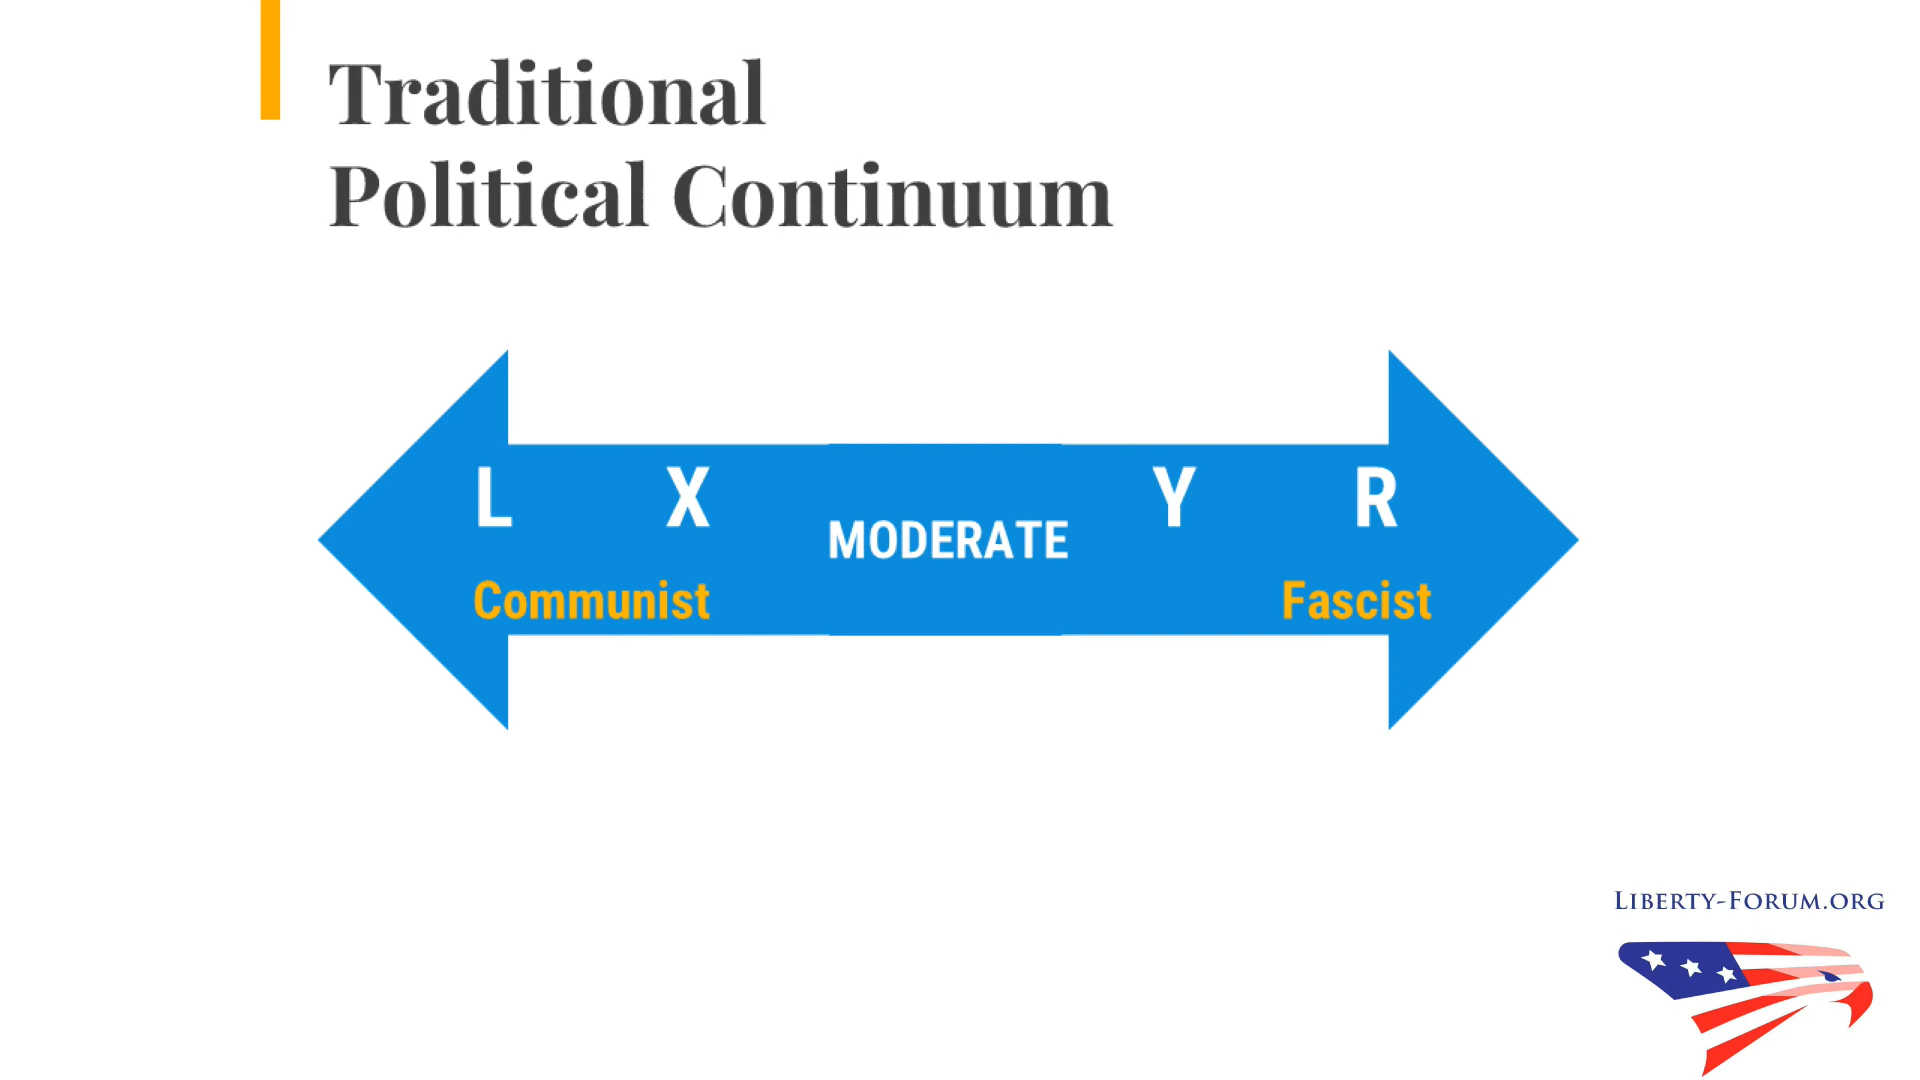 Traditional
Political Continuum
L X Y R
MODERATE
Communist Fascist
Liberty-Forum.org